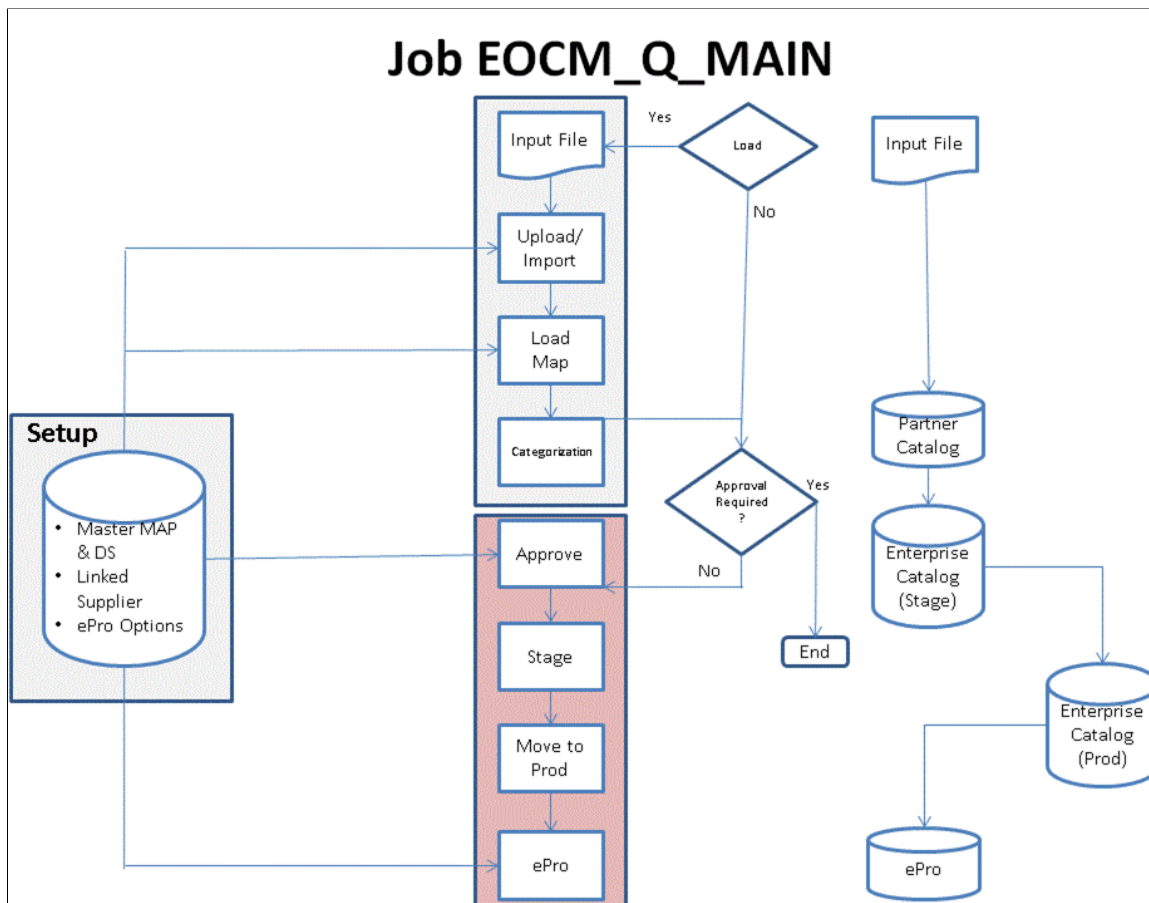 Job EOCM_Q_MAIN
Input File
Yes
Load
Input File
No
Upload/
Import
Load
Map
Categorization
Partner
Catalog
Setup
• Master MAP
& DS
• Linked
Supplier
• ePro Options
Approval
Required
?
Yes
Approve
No
Enterprise
Catalog
(Stage)
Stage
End
Move to
Prod
Enterprise
Catalog
(Prod)
ePro
ePro